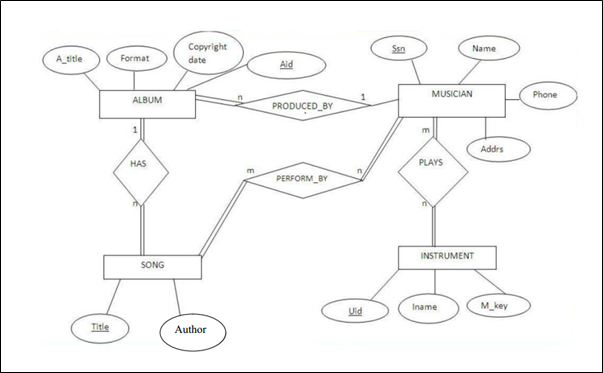 Copyright
date
Ssn
Name
A_title
Format
Aid
ALBUM
n
PRODUCED_BY
1
MUSICIAN
Phone
1
m
Addrs
HAS
m
PERFORM_BY
n
PLAYS
n
n
SONG
INSTRUMENT
Title
Author
UId
Iname
M_key